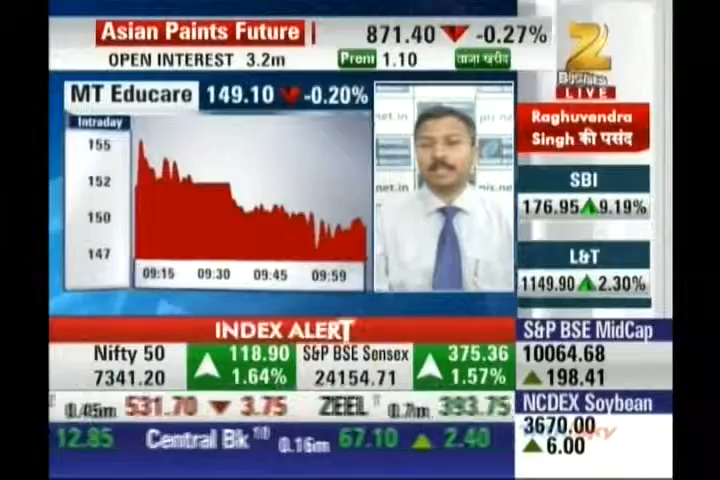 Asian Paints Future
871.40 -0.27%
OPEN INTEREST 3.2m
Prem 1.10
ताजा खरीद
Z
Business
LIVE
MT Educare 149.10 -0.20%
Intraday
155
152
150
147
09:15 09:30 09:45 09:59
Raghuvendra
Singh की पसंद
SBI
176.95 9.19%
L&T
1149.90 2.30%
INDEX ALERT
Nifty 50 118.90
7341.20 1.64%
S&P BSE Sensex 375.36
24154.71 1.57%
S&P BSE MidCap
10064.68
198.41
NCDEX Soybean
3670.00
6.00
0.45m 531.70 3.75 ZEEL 0.7m 393.75
12.85 Central Bk 0.16m 67.10 2.40